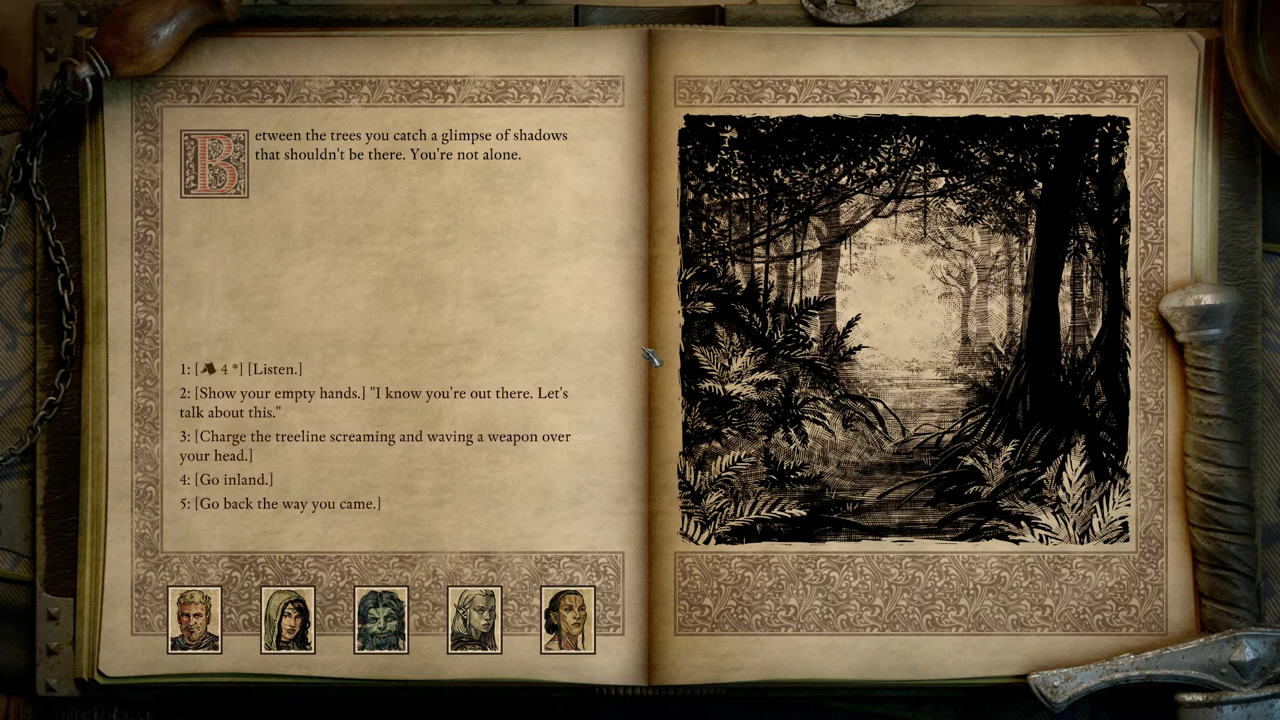 Between the trees you catch a glimpse of shadows
that shouldn't be there. You're not alone.
1: [4 *] [Listen.]
2: [Show your empty hands.] "I know you're out there. Let's
talk about this."
3: [Charge the treeline screaming and waving a weapon over
your head.]
4: [Go inland.]
5: [Go back the way you came.]